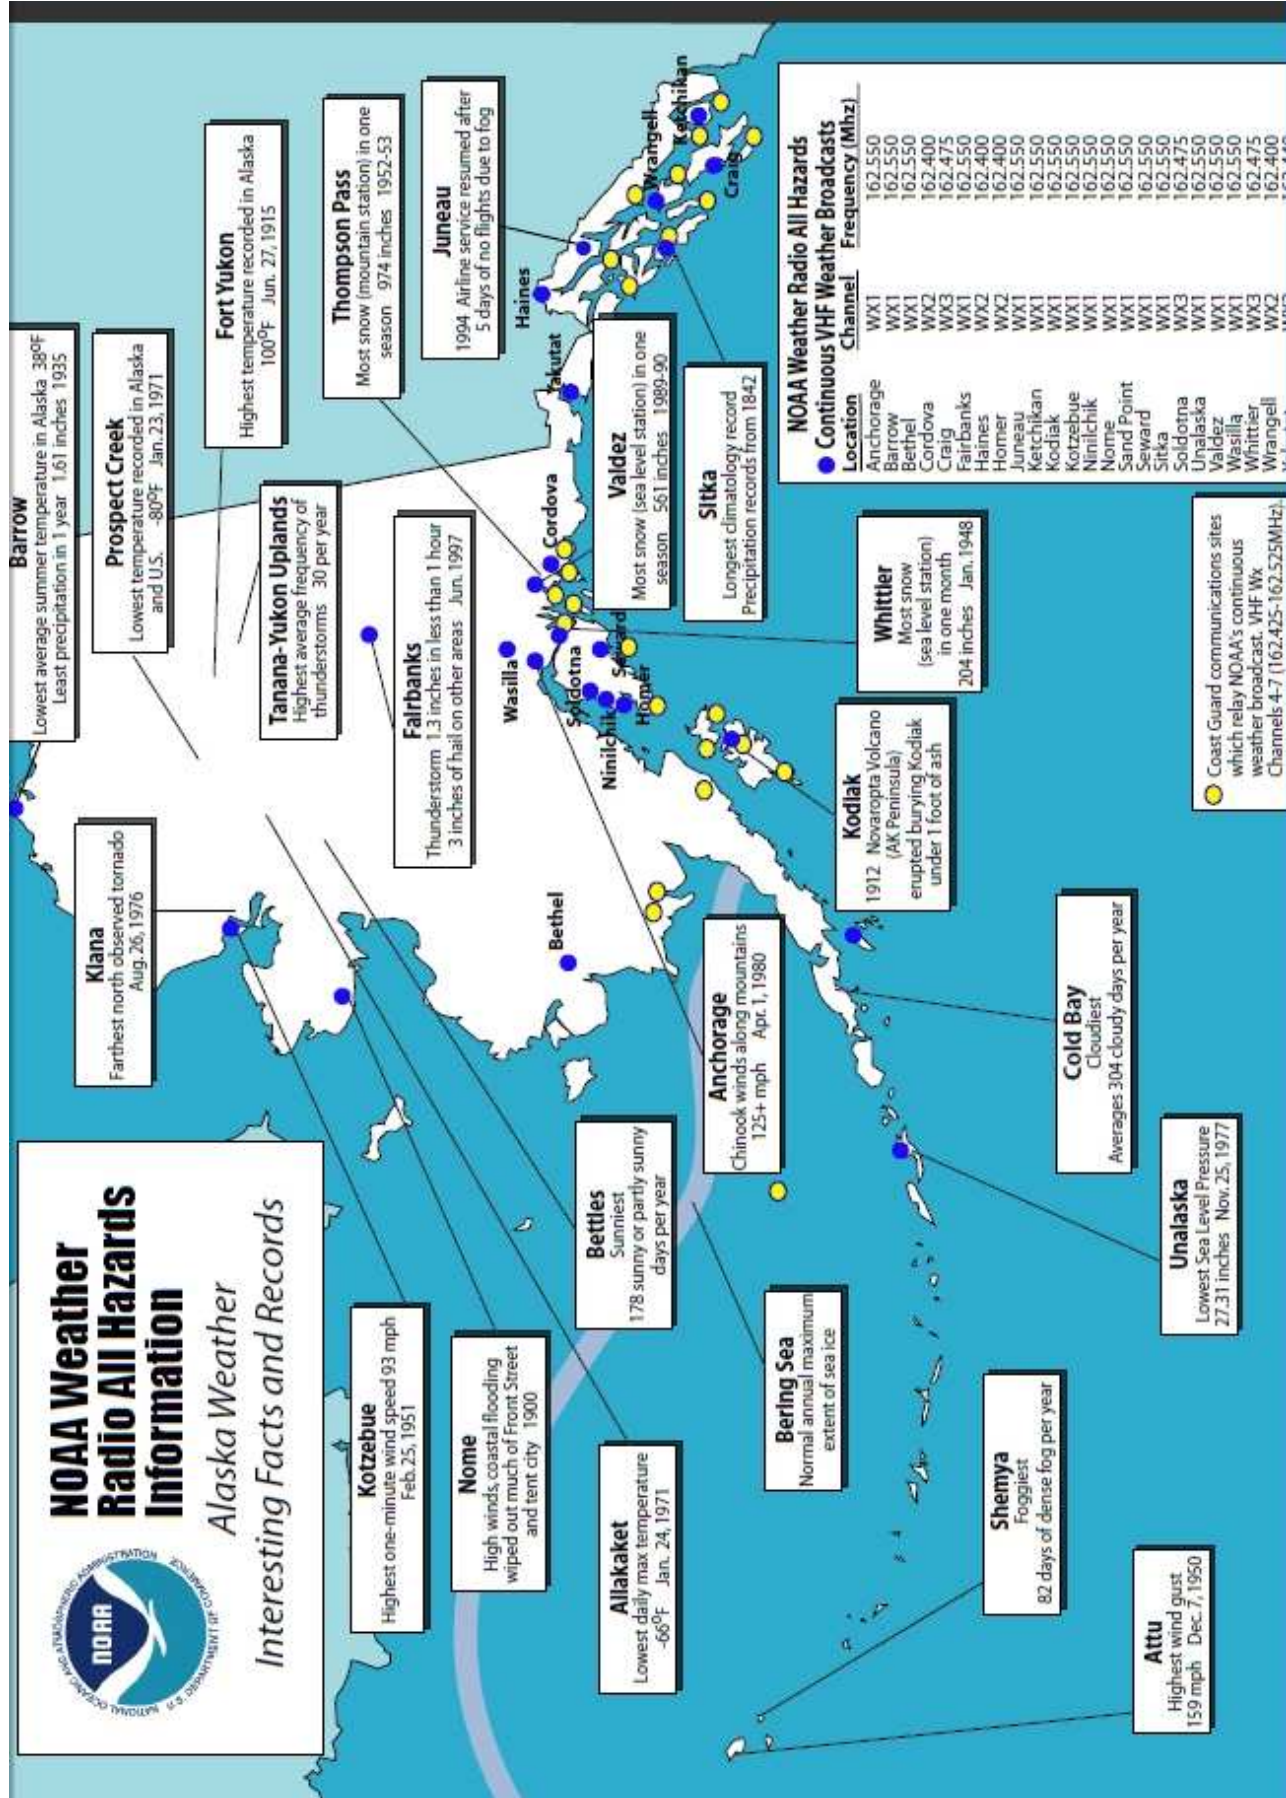 NOAA Weather
Radio All Hazards
Information
Alaska Weather
Interesting Facts and Records
NATIONAL OCEANIC AND ATMOSPHERIC ADMINISTRATION
U.S. DEPARTMENT OF COMMERCE
NOAA
Barrow
Lowest average summer temperature in Alaska 38°F
Least precipitation in 1 year 1.61 inches 1935
Prospect Creek
Lowest temperature recorded in Alaska
and U.S. -80°F Jan. 23, 1971
Fort Yukon
Highest temperature recorded in Alaska
100°F Jun. 27, 1915
Kiana
Farthest north observed tornado
Aug. 26, 1976
Tanana-Yukon Uplands
Highest average frequency of
thunderstorms 30 per year
Thompson Pass
Most snow (mountain station) in one
season 974 inches 1952-53
Fairbanks
Thunderstorm 1.3 inches in less than 1 hour
3 inches of hail on other areas Jun. 1997
Juneau
1994 Airline service resumed after
5 days of no flights due to fog
Kotzebue
Highest one-minute wind speed 93 mph
Feb. 25, 1951
Nome
High winds, coastal flooding
wiped out much of Front Street
and tent city 1900
Allakaket
Lowest daily max temperature
-66°F Jan. 24, 1971
Bettles
Sunniest
178 sunny or partly sunny
days per year
Valdez
Most snow (sea level station) in one
season 561 inches 1989-90
Sitka
Longest climatology record
Precipitation records from 1842
Anchorage
Chinook winds along mountains
125+ mph Apr. 1, 1980
Bering Sea
Normal annual maximum
extent of sea ice
Whittier
Most snow
(sea level station)
in one month
204 inches Jan. 1948
Kodiak
1912 Novaropta Volcano
(AK Peninsula)
erupted burying Kodiak
under 1 foot of ash
Shemya
Foggiest
82 days of dense fog per year
Cold Bay
Cloudiest
Averages 304 cloudy days per year
Attu
Highest wind gust
159 mph Dec. 7, 1950
Unalaska
Lowest Sea Level Pressure
27.31 inches Nov. 25, 1977
Haines
Yakutat
Wrangell
Ketchikan
Craig
Cordova
Wasilla
Soldotna
Seward
Ninilchik
Homer
Bethel
Coast Guard communications sites
which relay NOAA's continuous
weather broadcast. VHF Wx
Channels 4-7 (162.425-162.525MHz).
NOAA Weather Radio All Hazards
Continuous VHF Weather Broadcasts
Location Channel Frequency (Mhz)
Anchorage WX1 162.550
Barrow WX1 162.550
Bethel WX1 162.550
Cordova WX2 162.400
Craig WX3 162.475
Fairbanks WX1 162.550
Haines WX2 162.400
Homer WX2 162.400
Juneau WX1 162.550
Ketchikan WX1 162.550
Kodiak WX1 162.550
Kotzebue WX1 162.550
Ninilchik WX1 162.550
Nome WX1 162.550
Sand Point WX1 162.550
Seward WX1 162.550
Sitka WX1 162.550
Soldotna WX3 162.475
Unalaska WX1 162.550
Valdez WX1 162.550
Wasilla WX1 162.550
Whittier WX3 162.475
Wrangell WX2 162.400